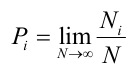 P_i = lim_{N→∞} N_i / N